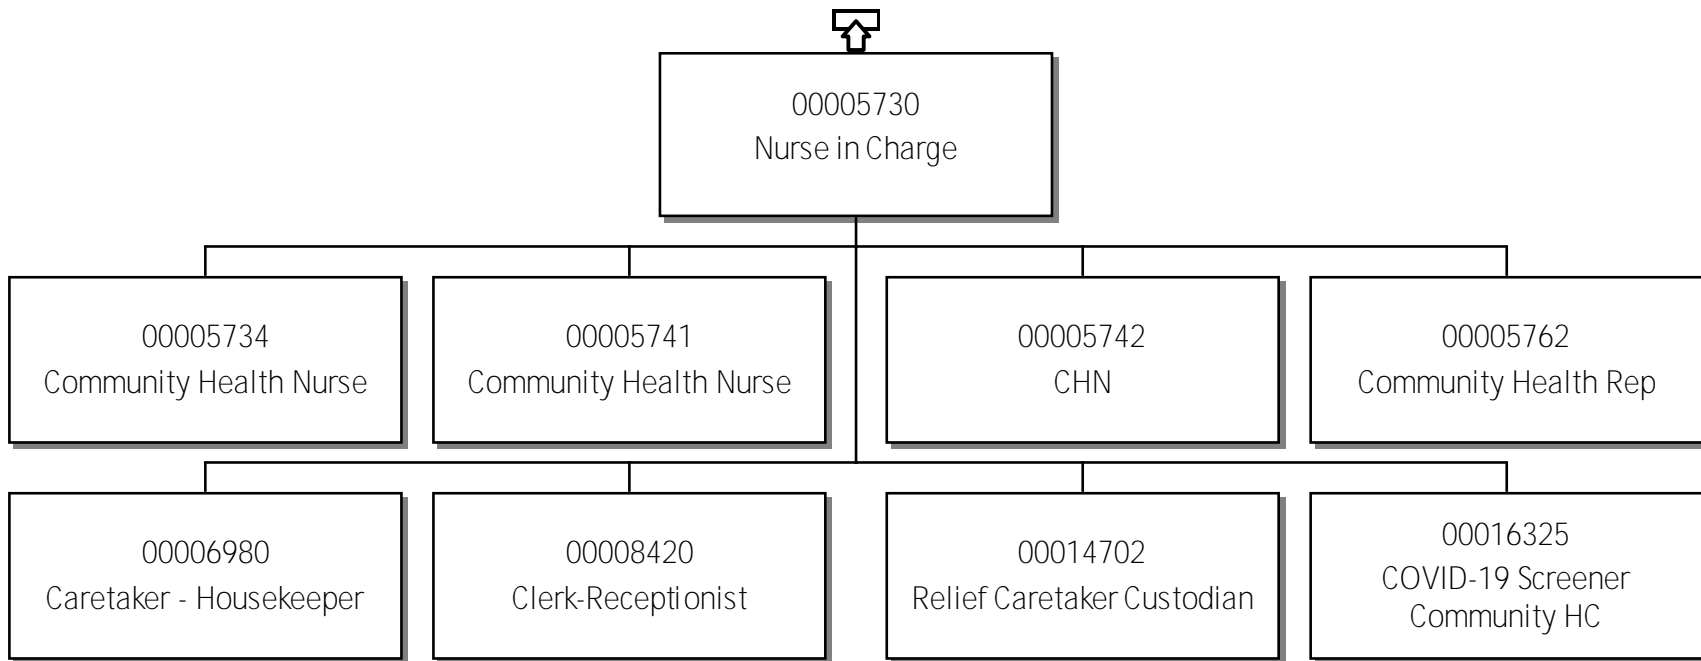 00005730
Nurse in Charge
00005734
Community Health Nurse
00005741
Community Health Nurse
00005742
CHN
00005762
Community Health Rep
00006980
Caretaker - Housekeeper
00008420
Clerk-Receptionist
00014702
Relief Caretaker Custodian
00016325
COVID-19 Screener
Community HC